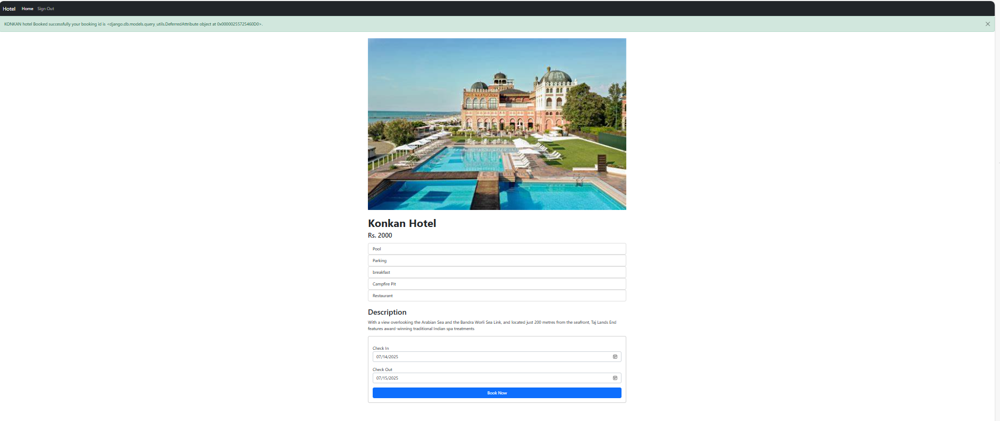 Hotel Home Sign Out
KONKAN hotel Booked successfully your booking id is <django.db.models.query_utils.DeferredAttribute object at 0x00000255725460D0>.
RESTAURANT
Konkan Hotel
Rs. 2000
Pool
Parking
breakfast
Campfire Pit
Restaurant
Description
With a view overlooking the Arabian Sea and the Bandra Worli Sea Link, and located just 200 metres from the seafront, Taj Lands End
features award-winning traditional Indian spa treatments
Check In
07/14/2025
Check Out
07/15/2025
Book Now